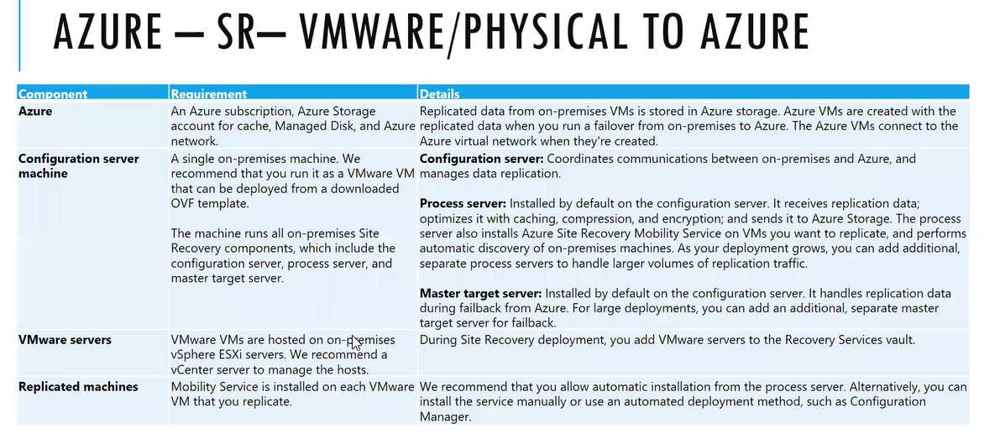 AZURE — SR— VMWARE/PHYSICAL TO AZURE
Component
Requirement
Details
Azure
An Azure subscription, Azure Storage
account for cache, Managed Disk, and Azure
network.
Replicated data from on-premises VMs is stored in Azure storage. Azure VMs are created with the
replicated data when you run a failover from on-premises to Azure. The Azure VMs connect to the
Azure virtual network when they're created.
Configuration server
machine
A single on-premises machine. We
recommend that you run it as a VMware VM
that can be deployed from a downloaded
OVF template.
The machine runs all on-premises Site
Recovery components, which include the
configuration server, process server, and
master target server.
Configuration server: Coordinates communications between on-premises and Azure, and
manages data replication.
Process server: Installed by default on the configuration server. It receives replication data;
optimizes it with caching, compression, and encryption; and sends it to Azure Storage. The process
server also installs Azure Site Recovery Mobility Service on VMs you want to replicate, and performs
automatic discovery of on-premises machines. As your deployment grows, you can add additional,
separate process servers to handle larger volumes of replication traffic.
Master target server: Installed by default on the configuration server. It handles replication data
during failback from Azure. For large deployments, you can add an additional, separate master
target server for failback.
VMware servers
VMware VMs are hosted on on-premises
vSphere ESXi servers. We recommend a
vCenter server to manage the hosts.
During Site Recovery deployment, you add VMware servers to the Recovery Services vault.
Replicated machines
Mobility Service is installed on each VMware
VM that you replicate.
We recommend that you allow automatic installation from the process server. Alternatively, you can
install the service manually or use an automated deployment method, such as Configuration
Manager.